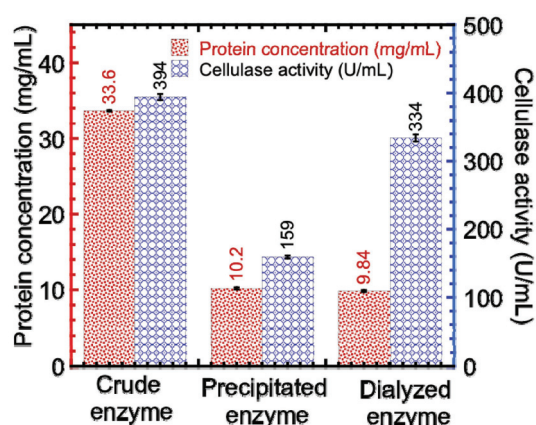 Protein concentration (mg/mL)
Cellulase activity (U/mL)
Protein concentration (mg/mL)
40
30
20
10
0
500
400
300
200
100
0
Cellulase activity
(U/mL)
33.6
394
10.2
159
9.84
334
Crude
enzyme
Precipitated
enzyme
Dialyzed
enzyme